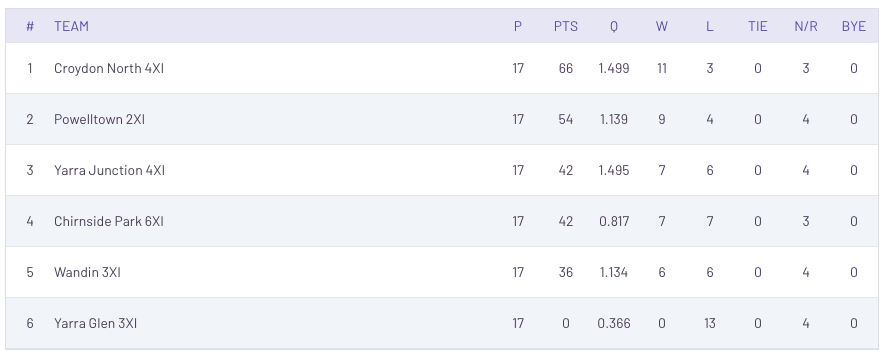 # TEAM P PTS Q W L TIE N/R BYE
1 Croydon North 4XI 17 66 1.499 11 3 0 3 0
2 Powelltown 2XI 17 54 1.139 9 4 0 4 0
3 Yarra Junction 4XI 17 42 1.495 7 6 0 4 0
4 Chirnside Park 6XI 17 42 0.817 7 7 0 3 0
5 Wandin 3XI 17 36 1.134 6 6 0 4 0
6 Yarra Glen 3XI 17 0 0.366 0 13 0 4 0